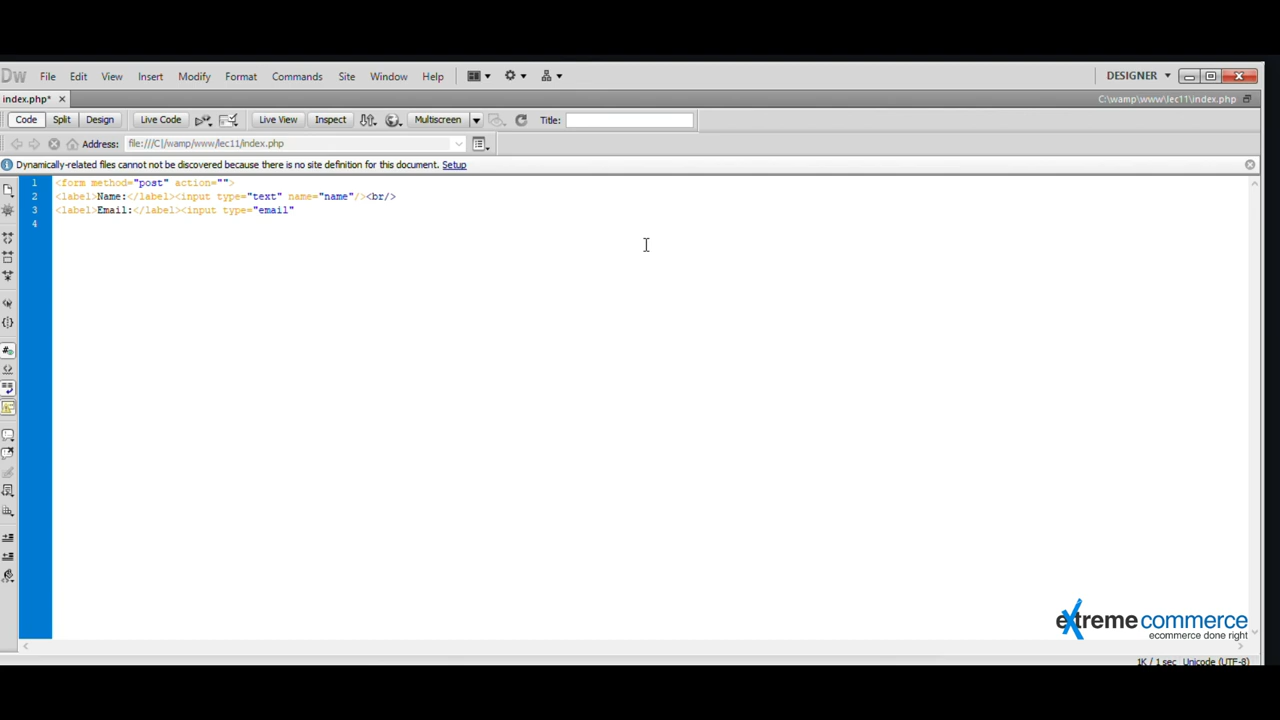 Dw File Edit View Insert Modify Format Commands Site Window Help DESIGNER
index.php* C:\wamp\www\lec11\index.php
Code Split Design Live Code Live View Inspect Multiscreen Title:
Address: file:///C|/wamp/www/lec11/index.php
Dynamically-related files cannot not be discovered because there is no site definition for this document. Setup
1 <form method="post" action="">
2 <label>Name:</label><input type="text" name="name"/><br/>
3 <label>Email:</label><input type="email"
4
extreme commerce
ecommerce done right
1K / 1 sec Unicode (UTF-8)